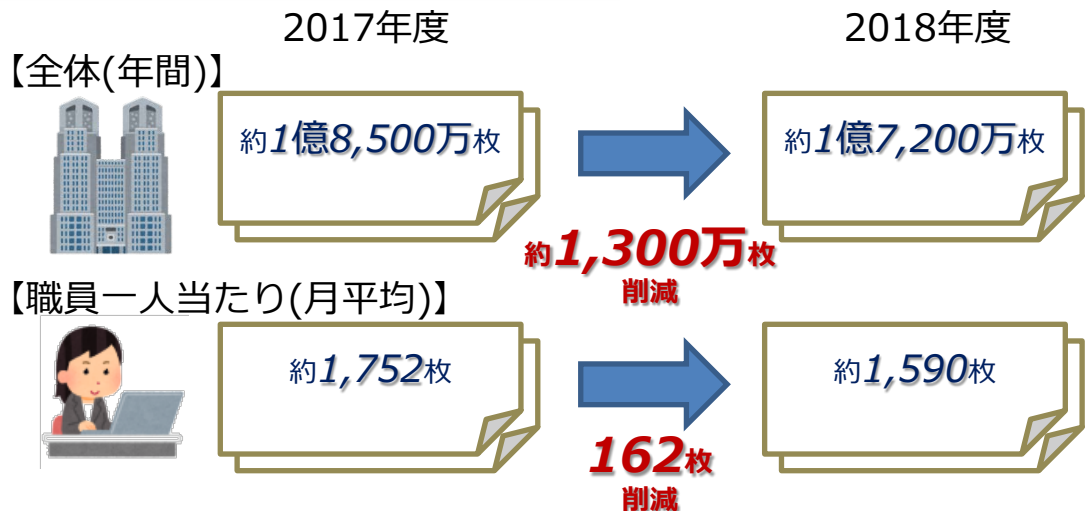 2017年度
2018年度
【全体(年間)】
約1億8,500万枚
約1億7,200万枚
約1,300万枚
削減
【職員一人当たり(月平均)】
約1,752枚
約1,590枚
162枚
削減